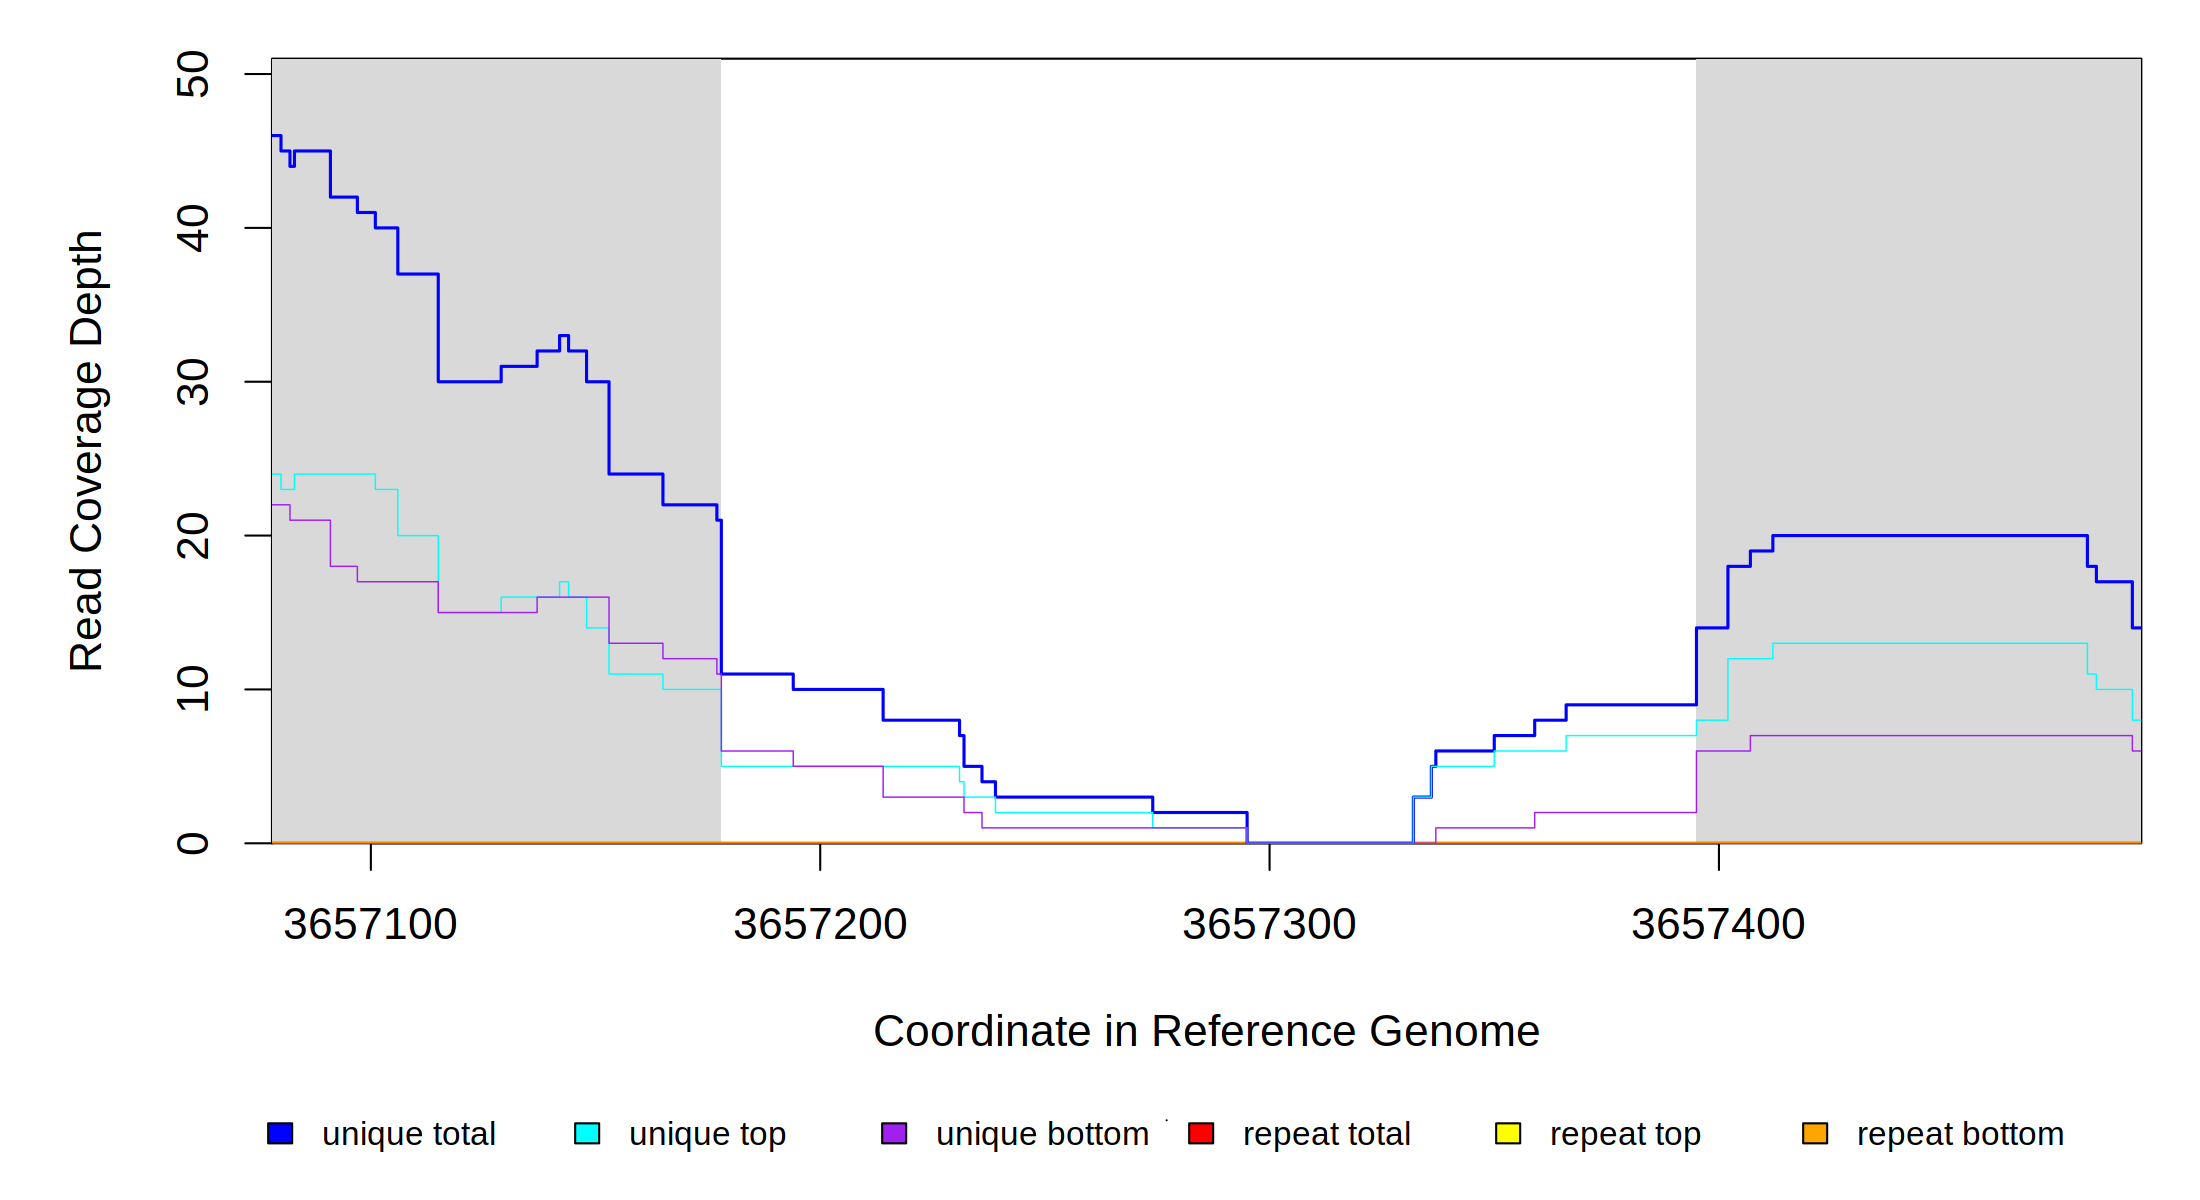 50
40
30
20
10
0
Read Coverage Depth
3657100 3657200 3657300 3657400
Coordinate in Reference Genome
unique total unique top unique bottom repeat total repeat top repeat bottom